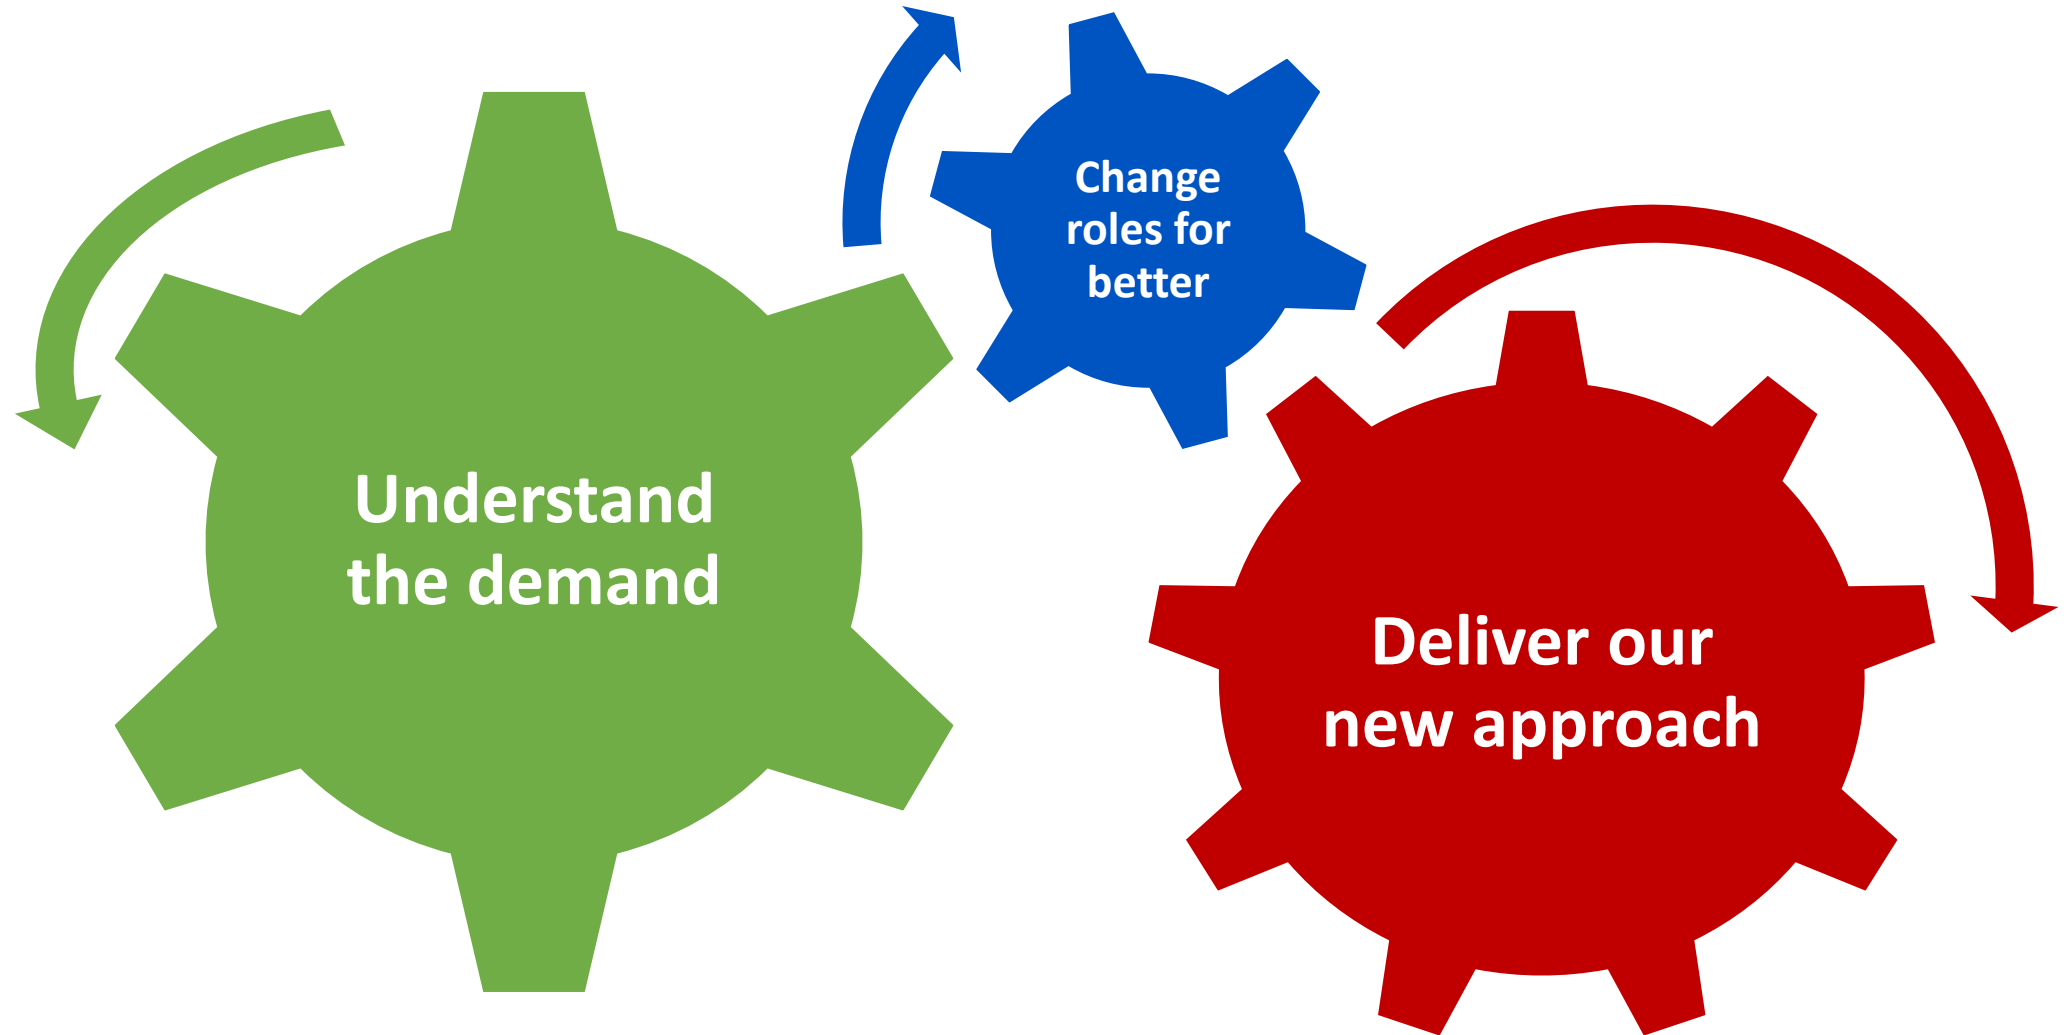 Change
roles for
better
Understand
the demand
Deliver our
new approach